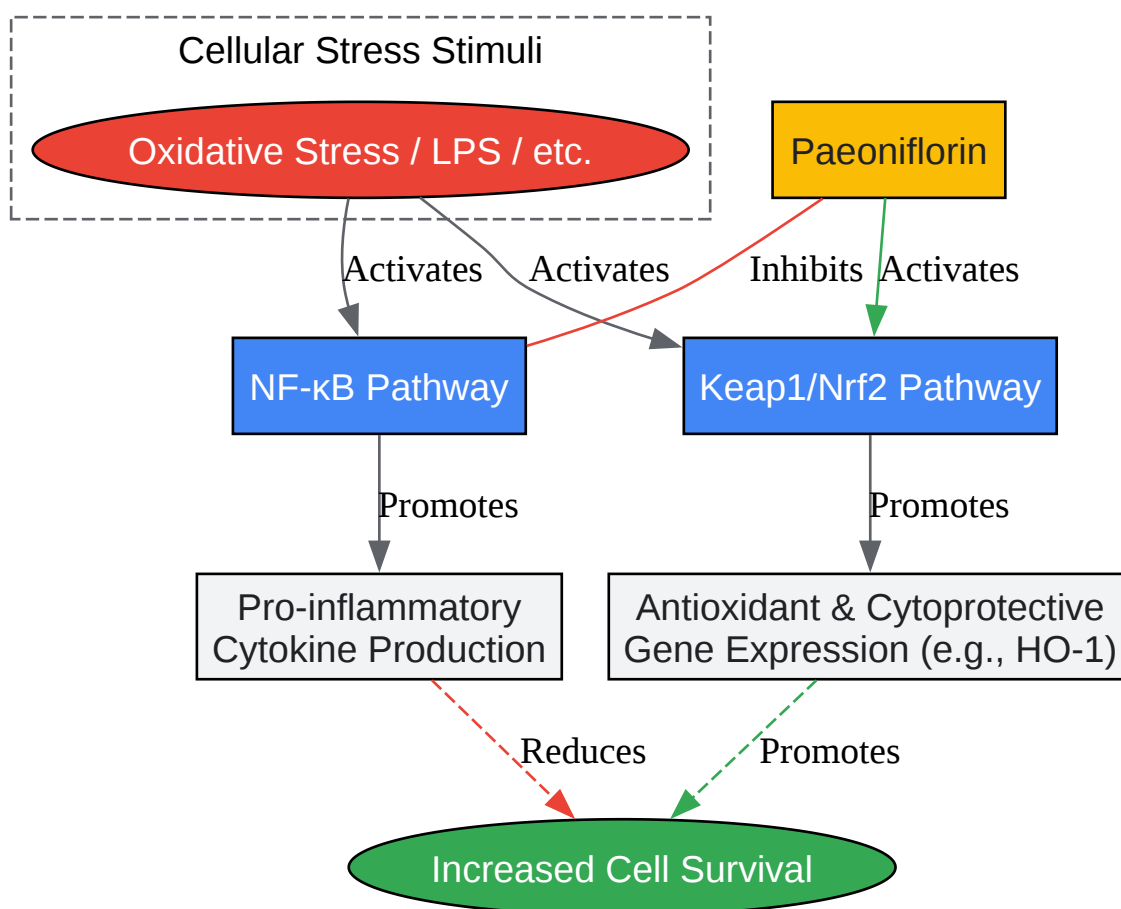 Cellular Stress Stimuli
Oxidative Stress / LPS / etc.
Paeoniflorin
Activates
Activates
Inhibits
Activates
NF-κB Pathway
Keap1/Nrf2 Pathway
Promotes
Promotes
Pro-inflammatory
Cytokine Production
Antioxidant & Cytoprotective
Gene Expression (e.g., HO-1)
Reduces
Promotes
Increased Cell Survival